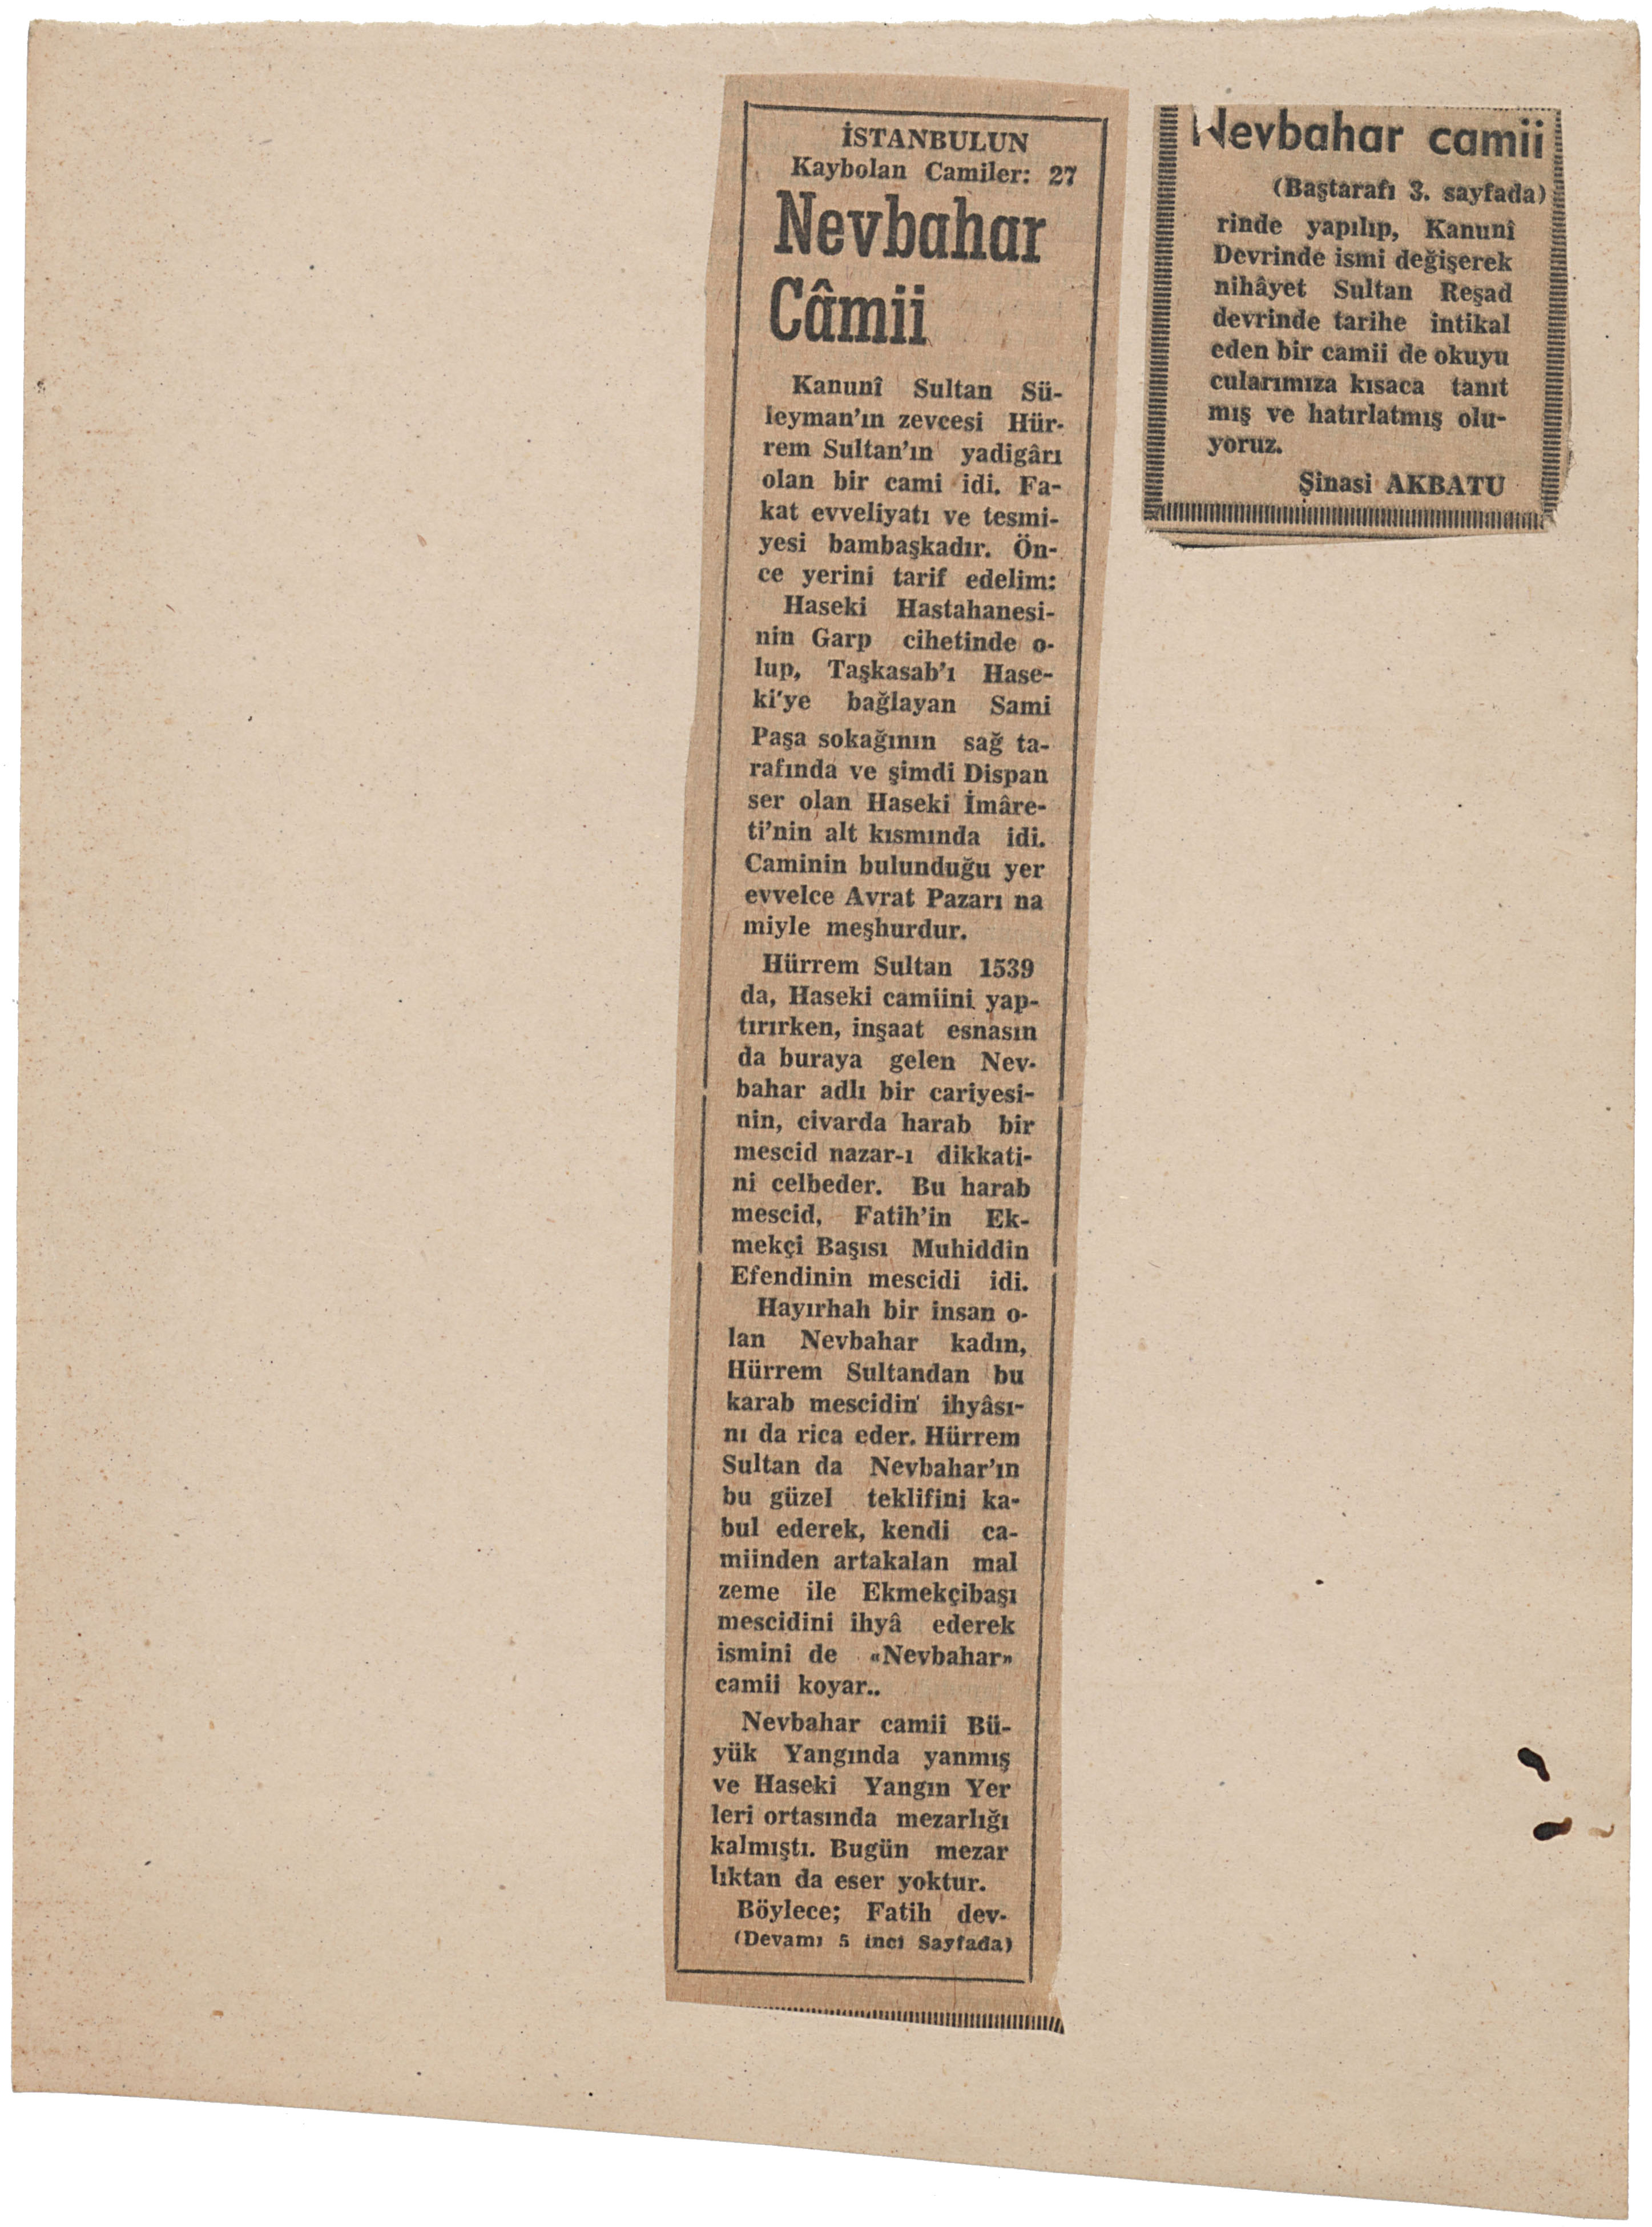 İSTANBULUN
Kaybolan Camiler: 27
Nevbahar
Câmii
Kanunî Sultan Sü-
leyman'ın zevcesi Hür-
rem Sultan'ın yadigârı
olan bir cami idi. Fa-
kat evveliyatı ve tesmi-
yesi bambaşkadır. Ön-
ce yerini tarif edelim:
Haseki Hastahanesi-
nin Garp cihetinde o-
lup, Taşkasab'ı Hase-
ki'ye bağlayan Sami
Paşa sokağının sağ ta-
rafında ve şimdi Dispan
ser olan Haseki İmâre-
ti'nin alt kısmında idi.
Caminin bulunduğu yer
evvelce Avrat Pazarı na
miyle meşhurdur.
Hürrem Sultan 1539
da, Haseki camiini yap-
tırırken, inşaat esnasın
da buraya gelen Nev-
bahar adlı bir cariyesi-
nin, civarda harab bir
mescid nazar-ı dikkati-
ni celbeder. Bu harab
mescid, Fatih'in Ek-
mekçi Başısı Muhiddin
Efendinin mescidi idi.
Hayırhah bir insan o-
lan Nevbahar kadın,
Hürrem Sultandan bu
karab mescidin ihyâsı-
nı da rica eder. Hürrem
Sultan da Nevbahar'ın
bu güzel teklifini ka-
bul ederek, kendi ca-
miinden artakalan mal
zeme ile Ekmekçibaşı
mescidini ihyâ ederek
ismini de «Nevbahar»
camii koyar..
Nevbahar camii Bü-
yük Yangında yanmış
ve Haseki Yangın Yer
leri ortasında mezarlığı
kalmıştı. Bugün mezar
lıktan da eser yoktur.
Böylece; Fatih dev-
(Devamı 5 inci Sayfada)
Nevbahar camii
(Baştarafı 3. sayfada)
rinde yapılıp, Kanunî
Devrinde ismi değişerek
nihâyet Sultan Reşad
devrinde tarihe intikal
eden bir camii de okuyu
cularımıza kısaca tanıt
mış ve hatırlatmış olu-
yoruz.
Şinasi AKBATU